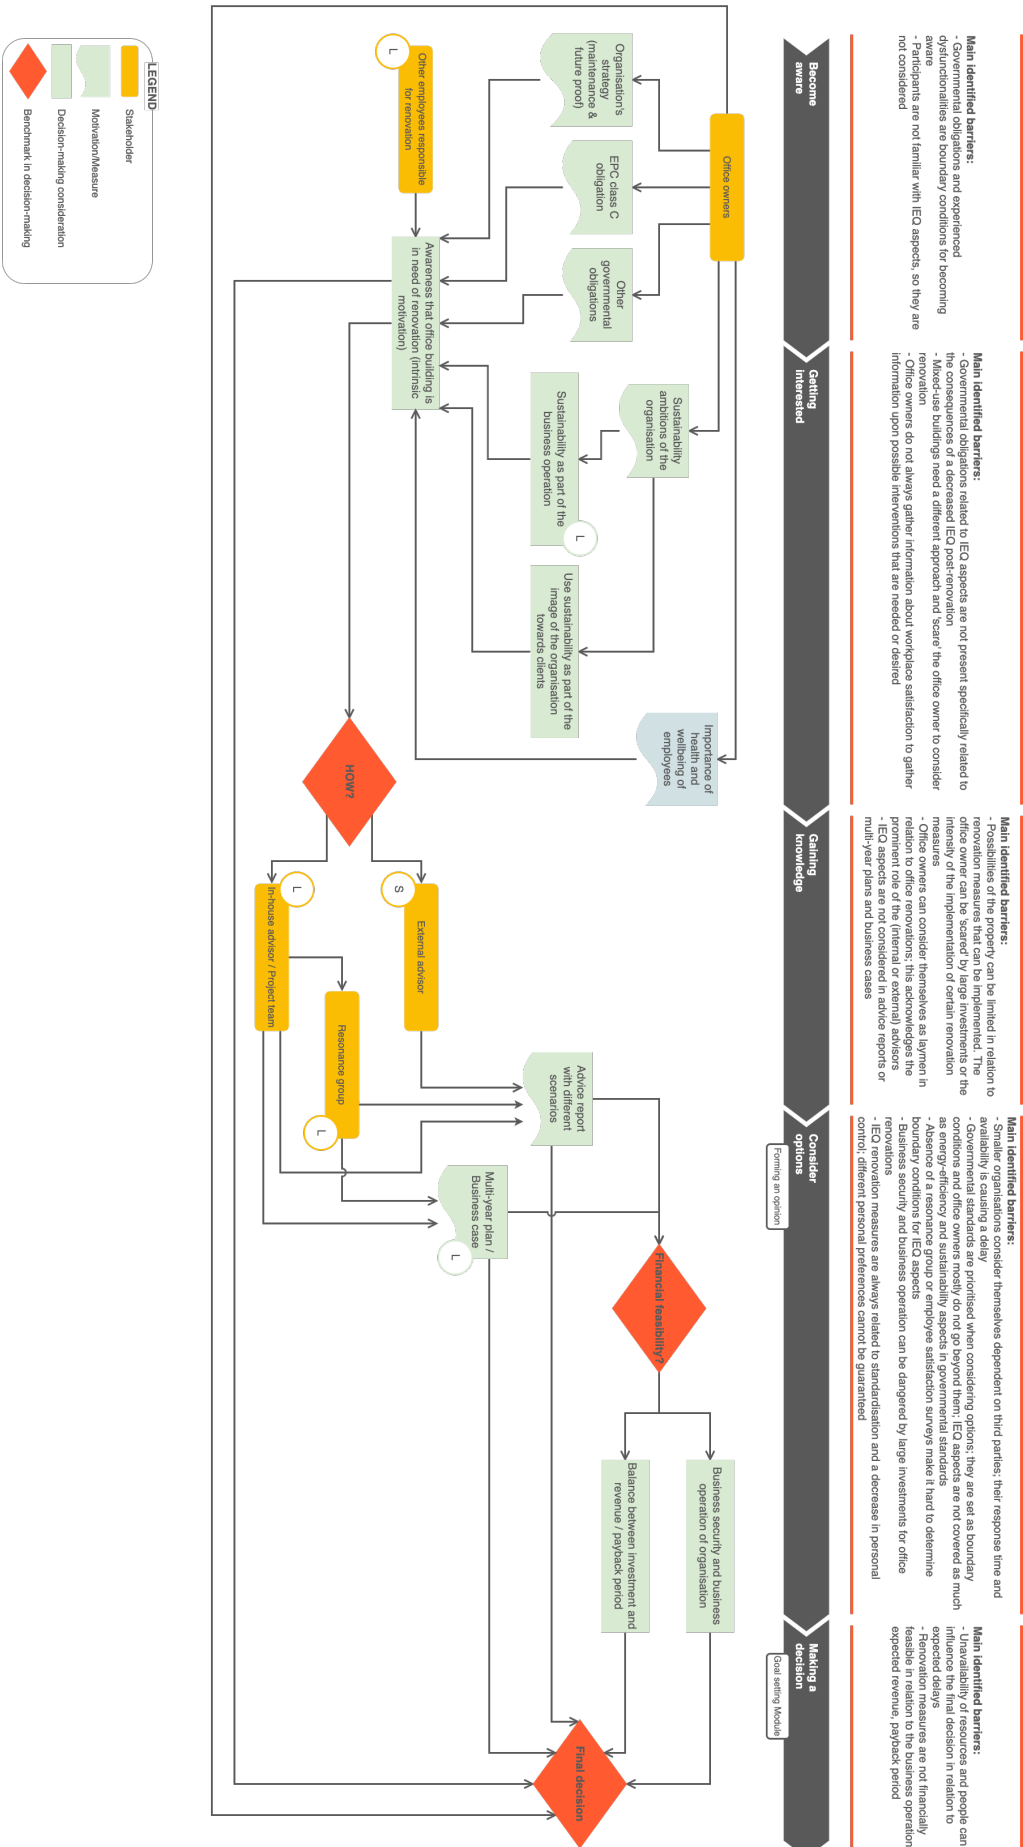 Main identified barriers:
- Governmental obligations and experienced
dysfunctionalities are boundary conditions for becoming
aware
- Participants are not familiar with IEQ aspects, so they are
not considered
Main identified barriers:
- Governmental obligations related to IEQ aspects are not present specifically related to
the consequences of a decreased IEQ post-renovation
- Mixed-use buildings need a different approach and 'scare' the office owner to consider
renovation
- Office owners do not always gather information about workplace satisfaction to gather
information upon possible interventions that are needed or desired
Main identified barriers:
- Possibilities of the property can be limited in relation to
renovation measures that can be implemented. The
office owner can be 'scared' by large investments or the
intensity of the implementation of certain renovation
measures
- Office owners can consider themselves as laymen in
relation to office renovations; this acknowledges the
prominent role of the (internal or external) advisors
- IEQ aspects are not considered in advice reports or
multi-year plans and business cases
Main identified barriers:
- Smaller organisations consider themselves dependent on third parties; their response time and
availability is causing a delay
- Governmental standards are prioritised when considering options; they are set as boundary
conditions and office owners mostly do not go beyond them; IEQ aspects are not covered as much
as energy-efficiency and sustainability aspects in governmental standards
- Absence of a resonance group or employee satisfaction surveys make it hard to determine
boundary conditions for IEQ aspects
- Business security and business operation can be dangered by large investments for office
renovations
- IEQ renovation measures are always related to standardisation and a decrease in personal
control; different personal preferences cannot be guaranteed
Main identified barriers:
- Unavailability of resources and people can
influence the final decision in relation to
expected delays
- Renovation measures are not financially
feasible in relation to the business operation
expected revenue, payback period
Become
aware
Getting
interested
Gaining
knowledge
Consider
options
Making a
decision
Forming an opinion
Goal setting Module
Office owners
Organisation's
strategy
(maintenance &
future proof)
EPC class C
obligation
Other
governmental
obligations
Sustainability
ambitions of the
organisation
Importance of
health and
wellbeing of
employees
Sustainability as part of the
business operation
L
Use sustainability as part of the
image of the organisation
towards clients
Other employees responsible
for renovation
L
Awareness that office building is
in need of renovation (intrinsic
motivation)
HOW?
External advisor
S
In-house advisor / Project team
L
Resonance group
L
Advice report
with different
scenarios
Multi-year plan /
Business case
L
Financial feasibility?
Business security and business
operation of organisation
Balance between investment and
revenue / payback period
Final decision
LEGEND
Stakeholder
Motivation/Measure
Decision-making consideration
Benchmark in decision-making